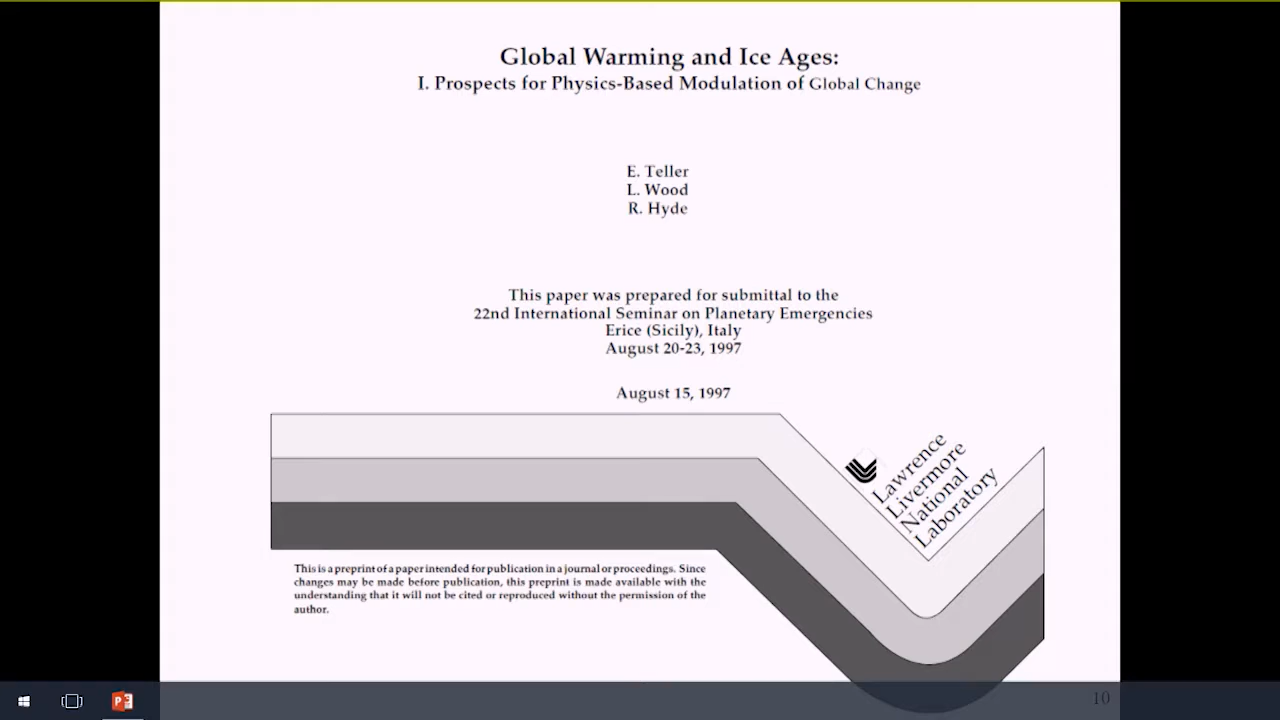 Global Warming and Ice Ages:
I. Prospects for Physics-Based Modulation of Global Change
E. Teller
L. Wood
R. Hyde
This paper was prepared for submittal to the
22nd International Seminar on Planetary Emergencies
Erice (Sicily), Italy
August 20-23, 1997
August 15, 1997
Lawrence
Livermore
National
Laboratory
This is a preprint of a paper intended for publication in a journal or proceedings. Since
changes may be made before publication, this preprint is made available with the
understanding that it will not be cited or reproduced without the permission of the
author.
10